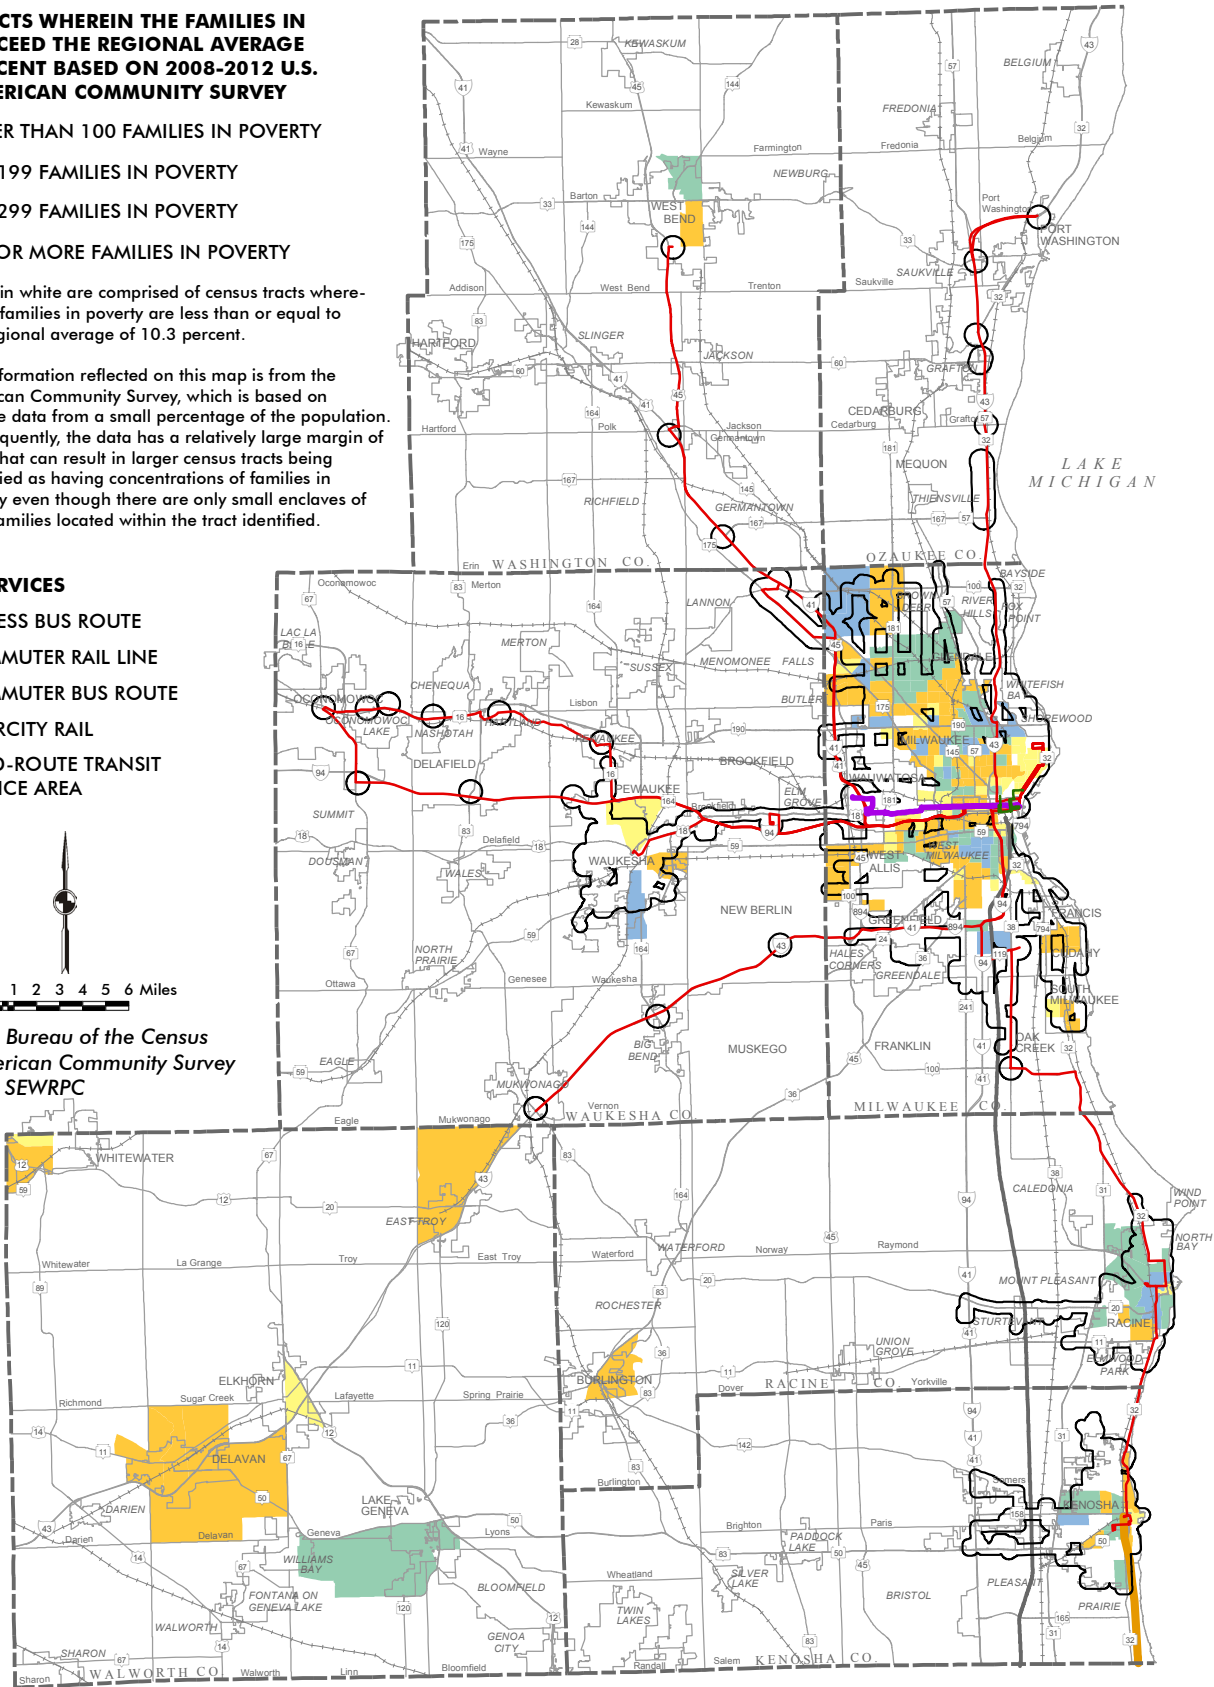 CTS WHEREIN THE FAMILIES IN
CEED THE REGIONAL AVERAGE
CENT BASED ON 2008-2012 U.S.
ERICAN COMMUNITY SURVEY
ER THAN 100 FAMILIES IN POVERTY
199 FAMILIES IN POVERTY
299 FAMILIES IN POVERTY
OR MORE FAMILIES IN POVERTY
in white are comprised of census tracts where-
families in poverty are less than or equal to
gional average of 10.3 percent.
formation reflected on this map is from the
can Community Survey, which is based on
e data from a small percentage of the population.
quently, the data has a relatively large margin of
hat can result in larger census tracts being
ied as having concentrations of families in
y even though there are only small enclaves of
amilies located within the tract identified.
RVICES
ESS BUS ROUTE
MUTER RAIL LINE
MUTER BUS ROUTE
RCITY RAIL
D-ROUTE TRANSIT
ICE AREA
1 2 3 4 5 6 Miles
Bureau of the Census
erican Community Survey
SEWRPC
KEWASKUM
Kewaskum
BELGIUM
FREDONIA
Wayne
Farmington
Fredonia
Belgium
NEWBURG
Barton
WEST
BEND
Port
Washington
PORT
WASHINGTON
SAUKVILLE
Addison
West Bend
Trenton
Saukville
SLINGER
HARTFORD
JACKSON
GRAFTON
CEDARBURG
Hartford
Polk
Jackson
Germantown
Cedarburg
Grafton
MEQUON
LAKE
MICHIGAN
RICHFIELD
GERMANTOWN
THIENSVILLE
Erin
WASHINGTON CO.
OZAUKEE CO.
Oconomowoc
Merton
LANNON
BAYSIDE
BROWN
DEER
RIVER
HILLS
FOX
POINT
LAC LA
MERTON
SUSSEX
MENOMONEE FALLS
GLENDALE
CHENEQUA
Lisbon
BUTLER
WHITEFISH
BA
SHOREWOOD
OCONOMOWOC
OCONOMOWOC
LAKE
NASHOTAH
HARTLAND
PEWAUKEE
MILWAUKEE
DELAFIELD
BROOKFIELD
WAUWATOSA
PEWAUKEE
ELM
GROVE
Brookfield
SUMMIT
Delafield
DOUSMAN
WALES
WAUKESHA
WEST
ALLIS
WEST
MILWAUKEE
NEW BERLIN
GREENFIELD
FRANCIS
NORTH
PRAIRIE
HALES
CORNERS
GREENDALE
CUDAHY
Ottawa
Genesee
Waukesha
SOUTH
MILWAUKEE
BIG
BEND
MUSKEGO
FRANKLIN
OAK
CREEK
EAGLE
MUKWONAGO
Eagle
Mukwonago
Vernon
WAUKESHA CO.
MILWAUKEE CO.
WHITEWATER
EAST TROY
CALEDONIA
WIND
POINT
NORTH
BAY
Whitewater
La Grange
Troy
East Troy
Waterford
WATERFORD
Norway
Raymond
MOUNT PLEASANT
ROCHESTER
STURTEVANT
RACINE
UNION
GROVE
ELMWOOD
PARK
ELKHORN
BURLINGTON
Richmond
Sugar Creek
Lafayette
Spring Prairie
Dover
RACINE CO.
Yorkville
DELAVAN
DARIEN
LAKE
GENEVA
Burlington
Somers
KENOSHA
Darien
Delavan
Geneva
Lyons
Brighton
Paris
PADDOCK
LAKE
WILLIAMS
BAY
FONTANA ON
GENEVA LAKE
BLOOMFIELD
Wheatland
SILVER
LAKE
BRISTOL
PLEASANT
PRAIRIE
WALWORTH
TWIN
LAKES
GENOA
CITY
SHARON
Sharon
WALWORTH CO.
Walworth
Linn
Bloomfield
Randall
Salem
KENOSHA CO.